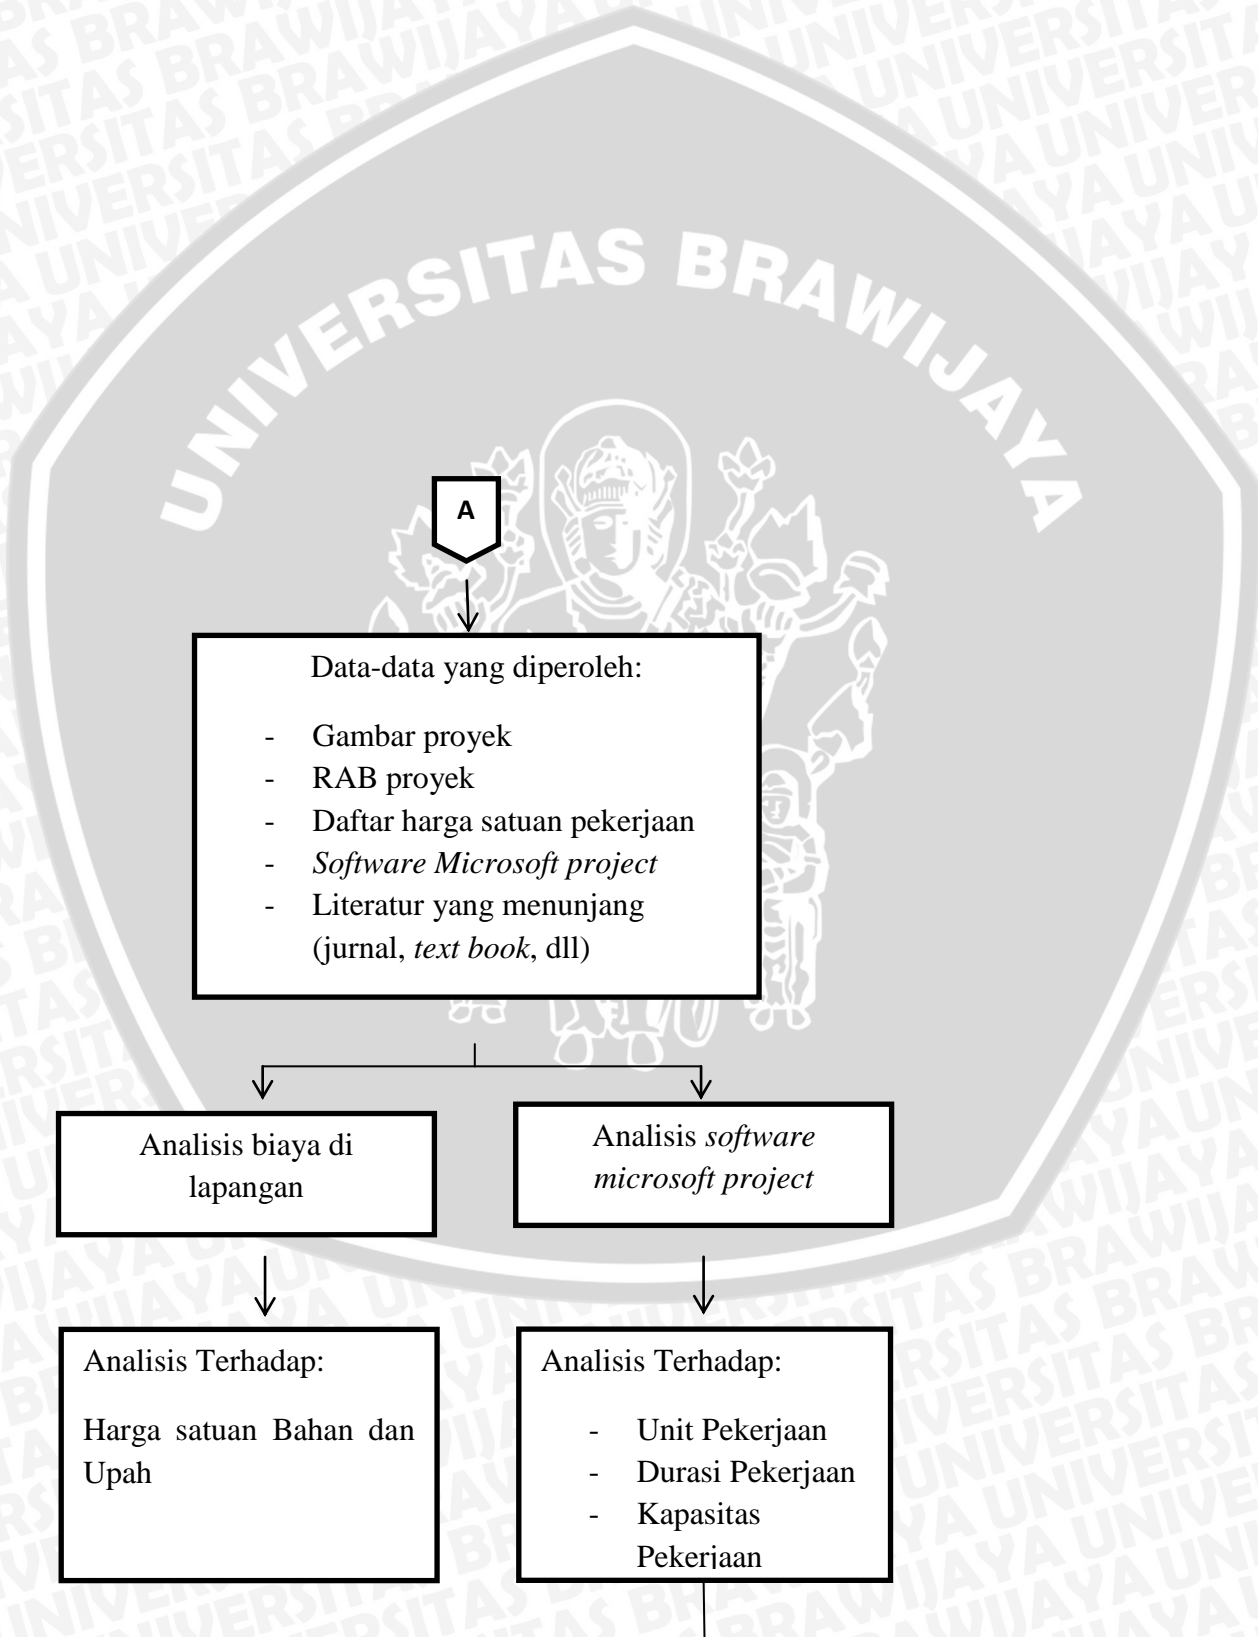 UNIVERSITAS BRAWIJAYA
A
Data-data yang diperoleh:
- Gambar proyek
- RAB proyek
- Daftar harga satuan pekerjaan
- Software Microsoft project
- Literatur yang menunjang
(jurnal, text book, dll)
Analisis biaya di
lapangan
Analisis software
microsoft project
Analisis Terhadap:
Harga satuan Bahan dan
Upah
Analisis Terhadap:
- Unit Pekerjaan
- Durasi Pekerjaan
- Kapasitas
Pekerjaan